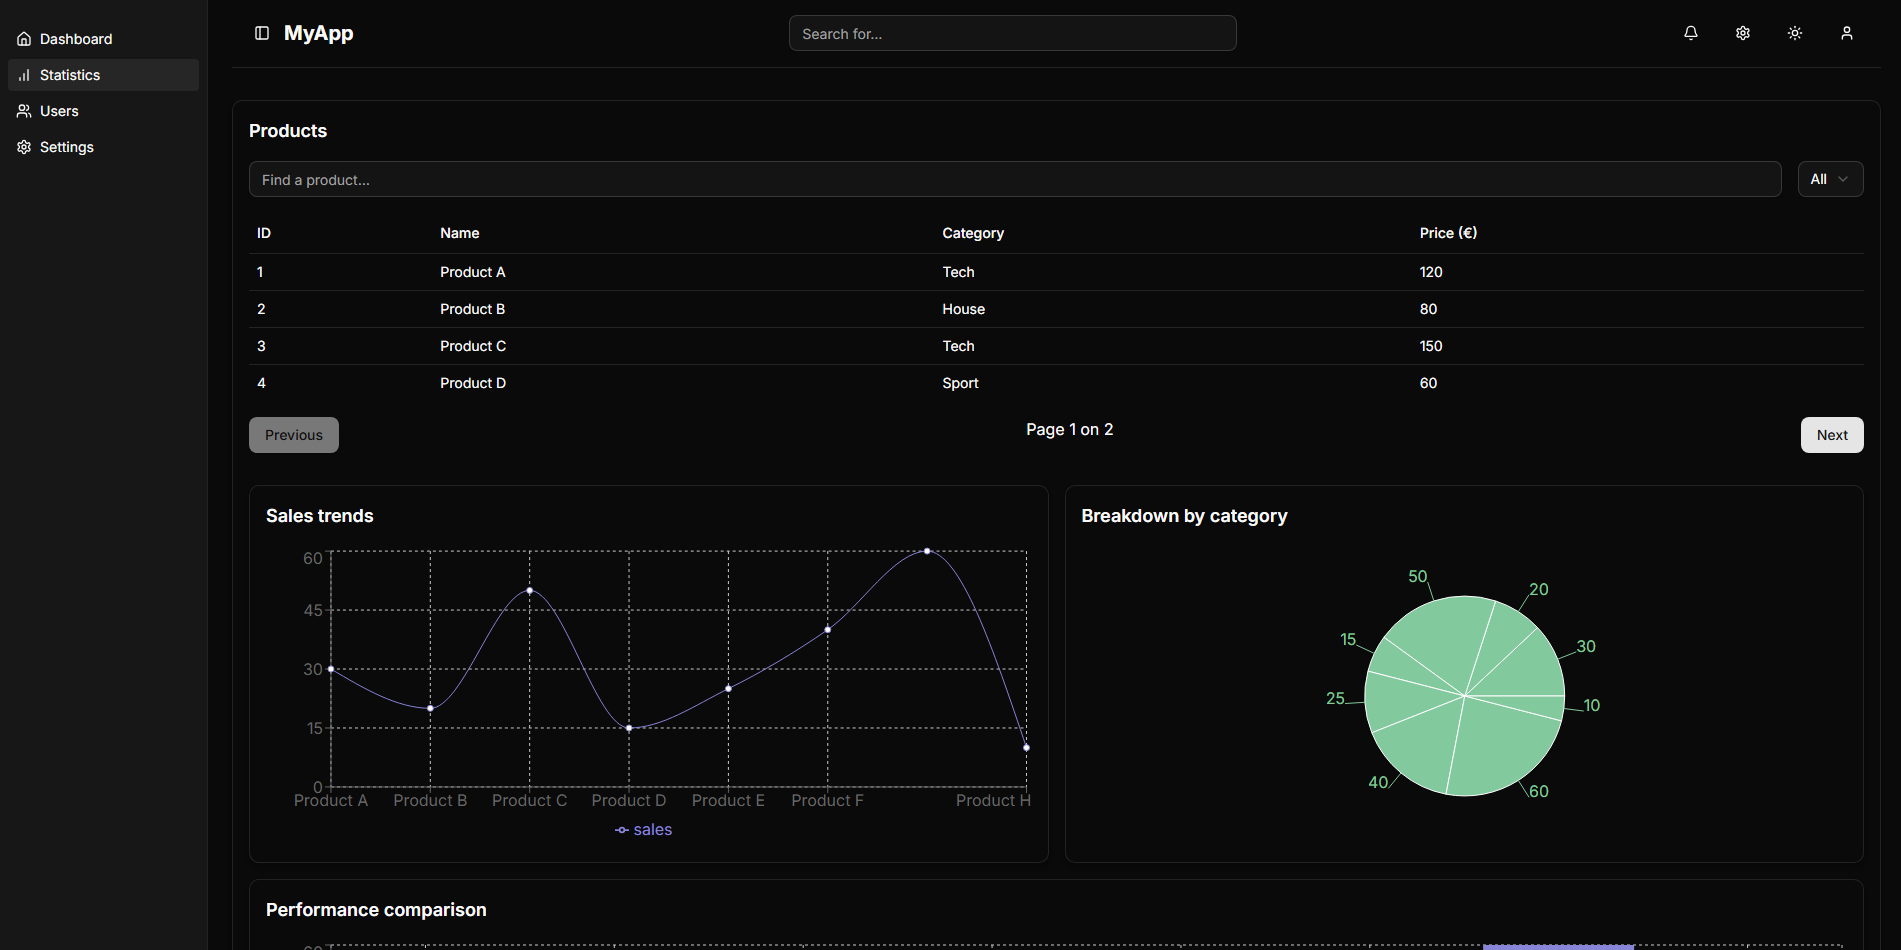 Dashboard
Statistics
Users
Settings
MyApp
Search for...
Products
Find a product...
All
ID Name Category Price (€)
1 Product A Tech 120
2 Product B House 80
3 Product C Tech 150
4 Product D Sport 60
Previous
Page 1 on 2
Next
Sales trends
60
45
30
15
0
Product A Product B Product C Product D Product E Product F Product H
sales
Breakdown by category
50
20
15
30
25
10
40
60
Performance comparison
60